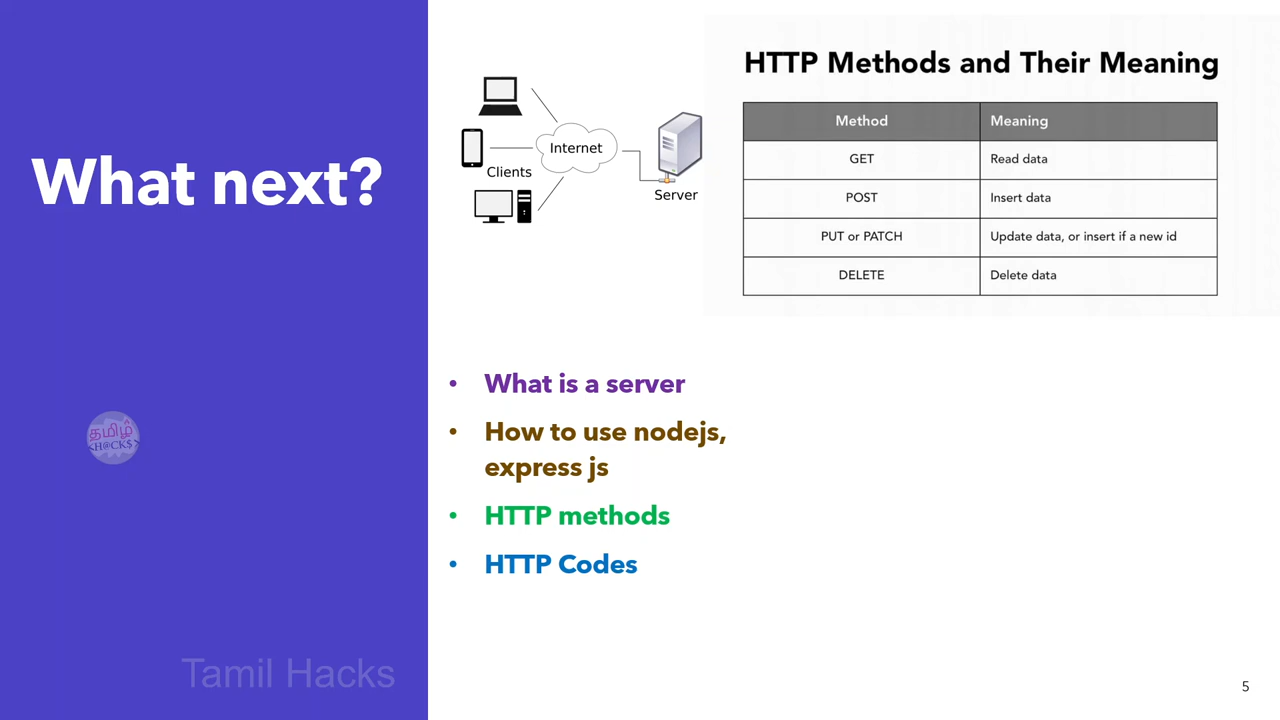 What next?
தமிழ்
<H@CK$>
Tamil Hacks
Internet
Clients
Server
HTTP Methods and Their Meaning
Method Meaning
GET Read data
POST Insert data
PUT or PATCH Update data, or insert if a new id
DELETE Delete data
• What is a server
• How to use nodejs,
express js
• HTTP methods
• HTTP Codes
5